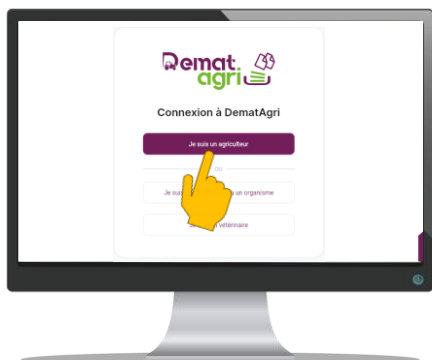 Demat
agri
Connexion à DematAgri
Je suis un agriculteur
ou
Je suis un organisme
vétérinaire